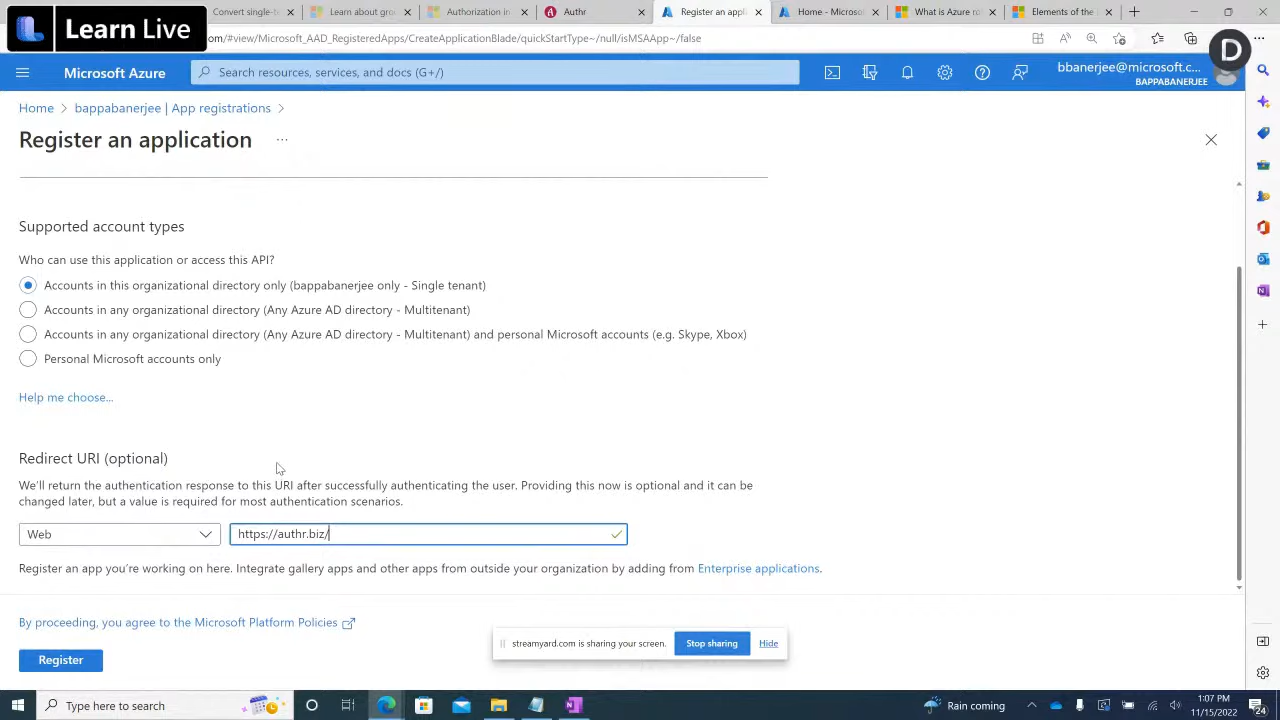 Learn Live
Convert single-t
Learn about grou
Authorization in
Authr
Register an appli
Home - Microsoft
What is Azure rol
om/#view/Microsoft_AAD_RegisteredApps/CreateApplicationBlade/quickStartType~/null/isMSAApp~/false
D
Microsoft Azure
Search resources, services, and docs (G+/)
bbanerjee@microsoft.c...
BAPPABANERJEE
Home > bappabanerjee | App registrations >
Register an application ...
Supported account types
Who can use this application or access this API?
Accounts in this organizational directory only (bappabanerjee only - Single tenant)
Accounts in any organizational directory (Any Azure AD directory - Multitenant)
Accounts in any organizational directory (Any Azure AD directory - Multitenant) and personal Microsoft accounts (e.g. Skype, Xbox)
Personal Microsoft accounts only
Help me choose...
Redirect URI (optional)
We'll return the authentication response to this URI after successfully authenticating the user. Providing this now is optional and it can be
changed later, but a value is required for most authentication scenarios.
Web
https://authr.biz/
Register an app you're working on here. Integrate gallery apps and other apps from outside your organization by adding from Enterprise applications.
By proceeding, you agree to the Microsoft Platform Policies
streamyard.com is sharing your screen. Stop sharing Hide
Register
Type here to search
Rain coming
1:07 PM
11/15/2022